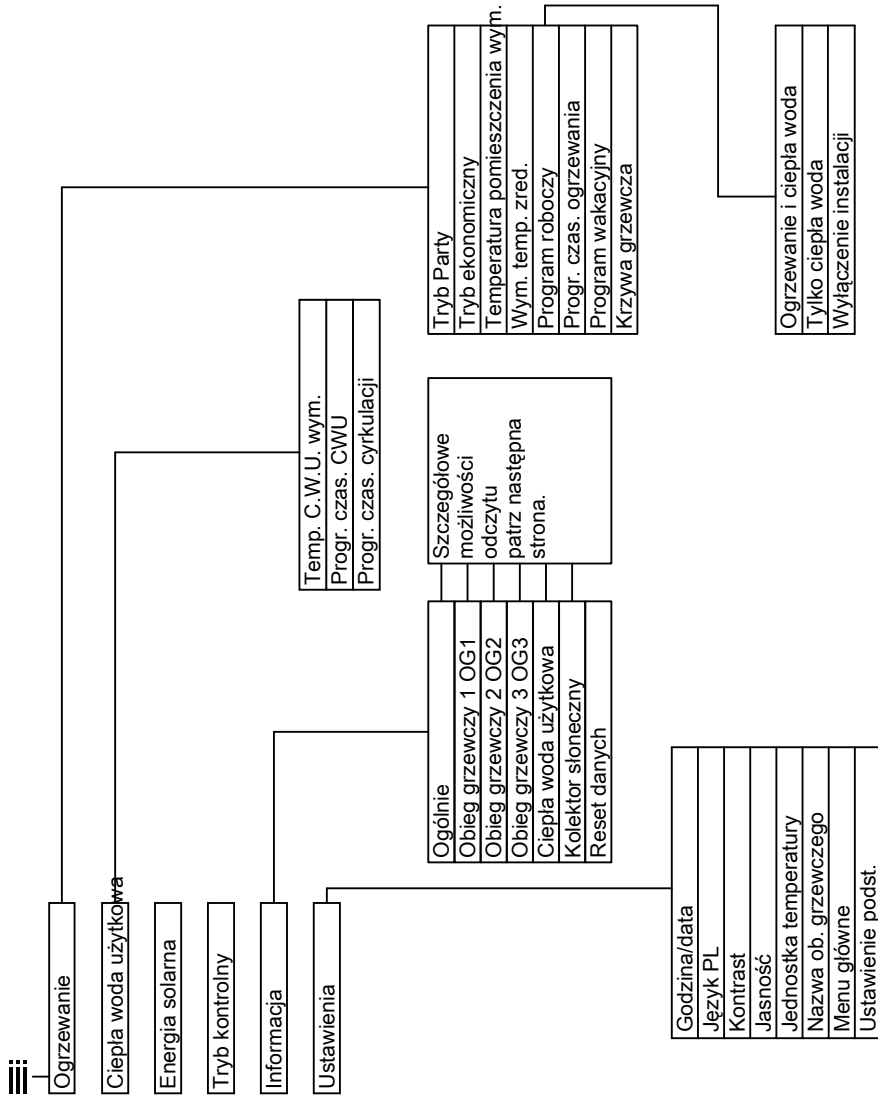 Ogrzewanie
Ciepła woda użytkowa
Energia solarna
Tryb kontrolny
Informacja
Ustawienia
Temp. C.W.U. wym.
Progr. czas. CWU
Progr. czas. cyrkulacji
Tryb Party
Tryb ekonomiczny
Temperatura pomieszczenia wym.
Wym. temp. zred.
Program roboczy
Progr. czas. ogrzewania
Program wakacyjny
Krzywa grzewcza
Ogrzewanie i ciepła woda
Tylko ciepła woda
Wyłączenie instalacji
Ogólnie
Obieg grzewczy 1 OG1
Obieg grzewczy 2 OG2
Obieg grzewczy 3 OG3
Ciepła woda użytkowa
Kolektor słoneczny
Reset danych
Szczegółowe
możliwości
odczytu
patrz następna
strona.
Godzina/data
Język PL
Kontrast
Jasność
Jednostka temperatury
Nazwa ob. grzewczego
Menu główne
Ustawienie podst.